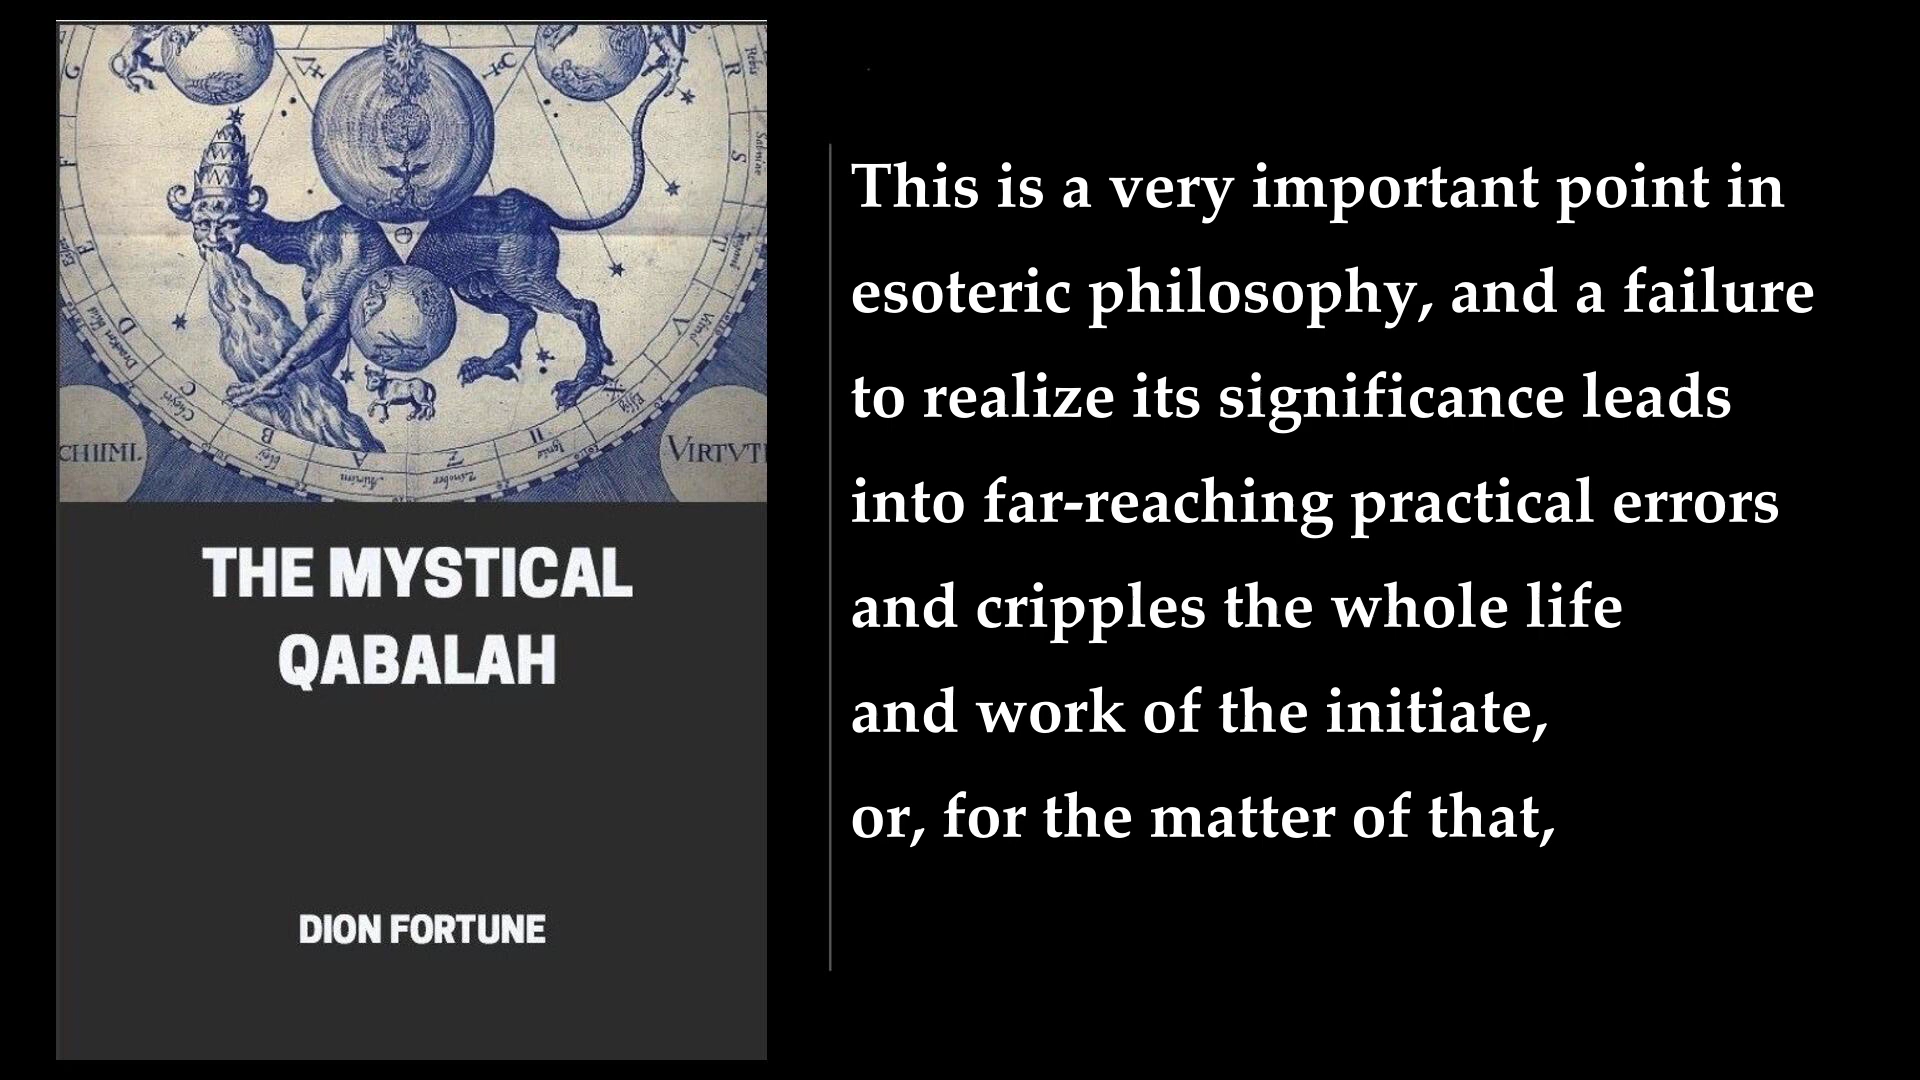 THE MYSTICAL
QABALAH
DION FORTUNE
CHIIMI.
VIRTVTI
This is a very important point in
esoteric philosophy, and a failure
to realize its significance leads
into far-reaching practical errors
and cripples the whole life
and work of the initiate,
or, for the matter of that,